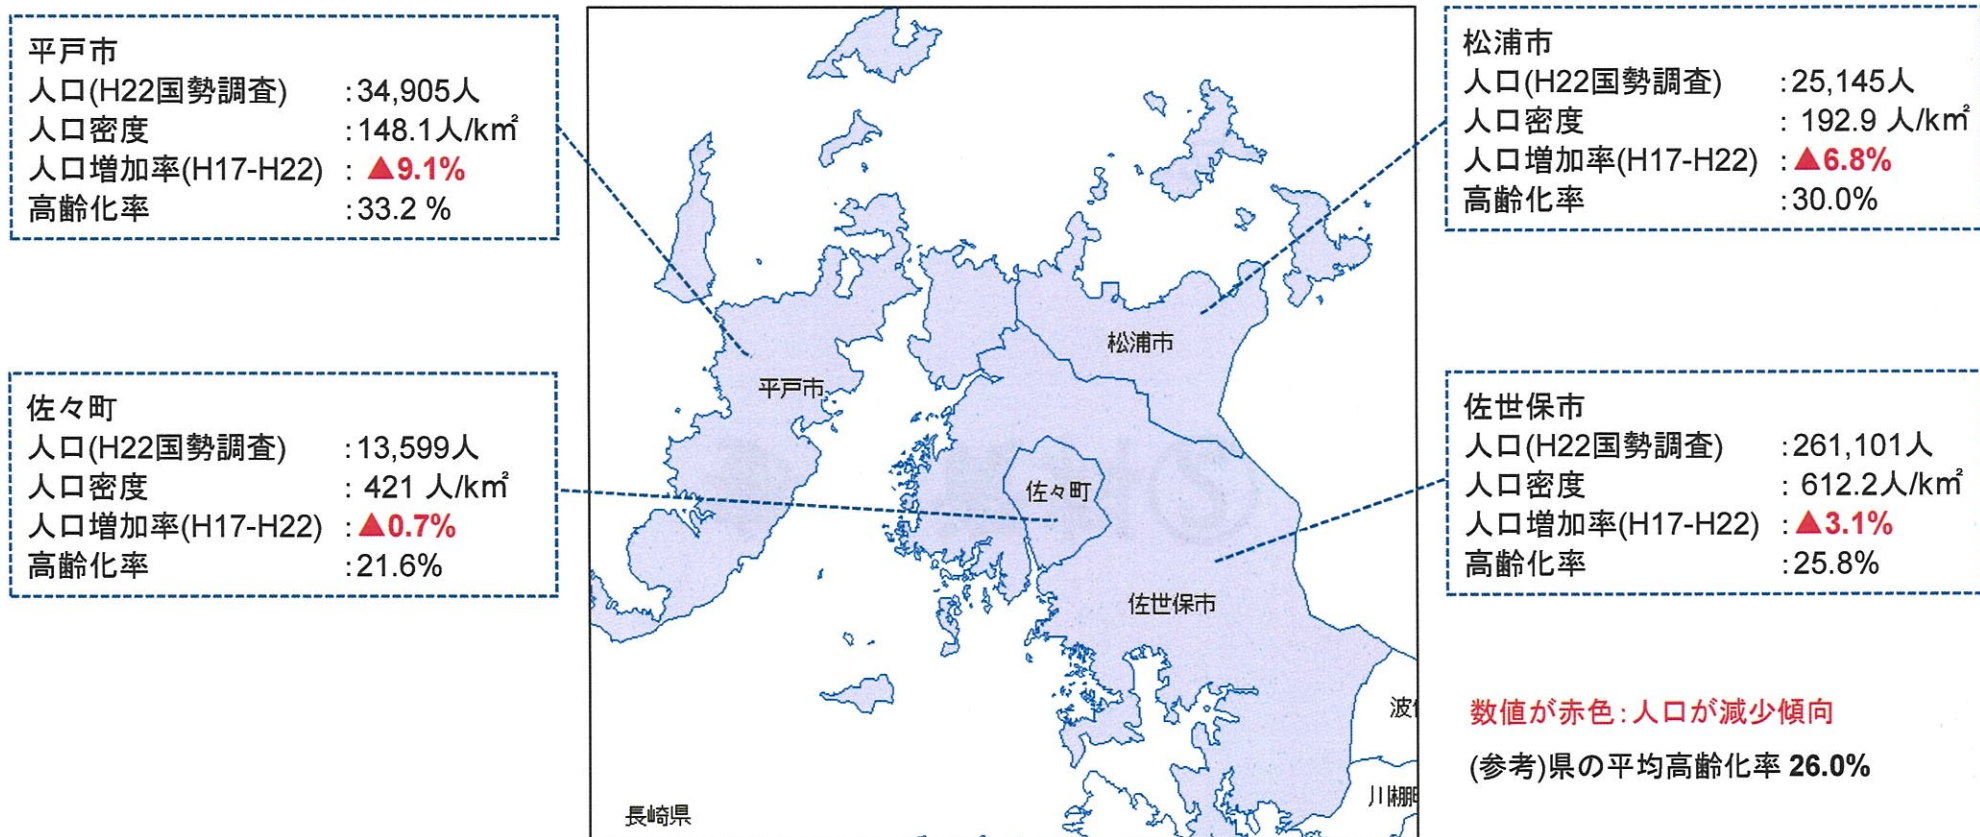 平戸市
人口(H22国勢調査) :34,905人
人口密度 :148.1人/k㎡
人口増加率(H17-H22) : ▲9.1%
高齢化率 :33.2 %
佐々町
人口(H22国勢調査) :13,599人
人口密度 : 421 人/k㎡
人口増加率(H17-H22) :▲0.7%
高齢化率 :21.6%
松浦市
平戸市
佐々町
佐世保市
長崎県
川棚
松浦市
人口(H22国勢調査) :25,145人
人口密度 : 192.9 人/k㎡
人口増加率(H17-H22) :▲6.8%
高齢化率 :30.0%
佐世保市
人口(H22国勢調査) :261,101人
人口密度 : 612.2人/k㎡
人口増加率(H17-H22) :▲3.1%
高齢化率 :25.8%
数値が赤色:人口が減少傾向
(参考)県の平均高齢化率 26.0%